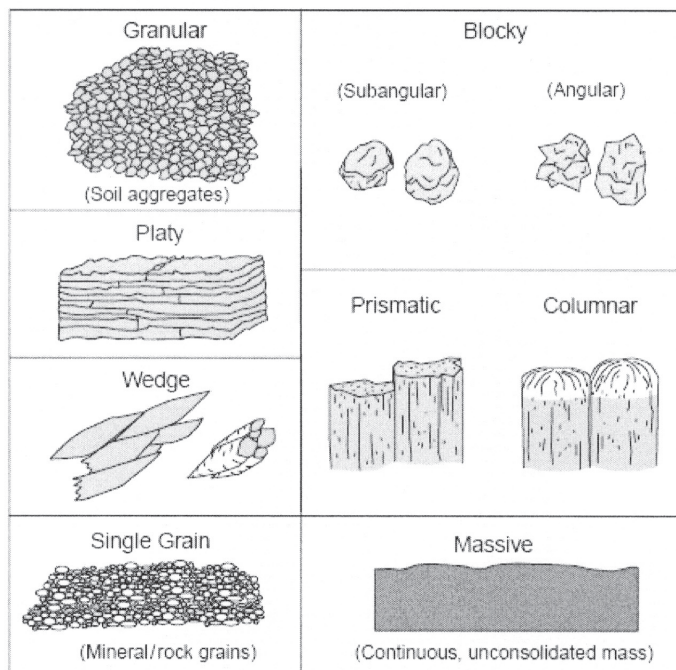 Granular
(Soil aggregates)
Blocky
(Subangular)
(Angular)
Platy
Wedge
Prismatic
Columnar
Single Grain
(Mineral/rock grains)
Massive
(Continuous, unconsolidated mass)